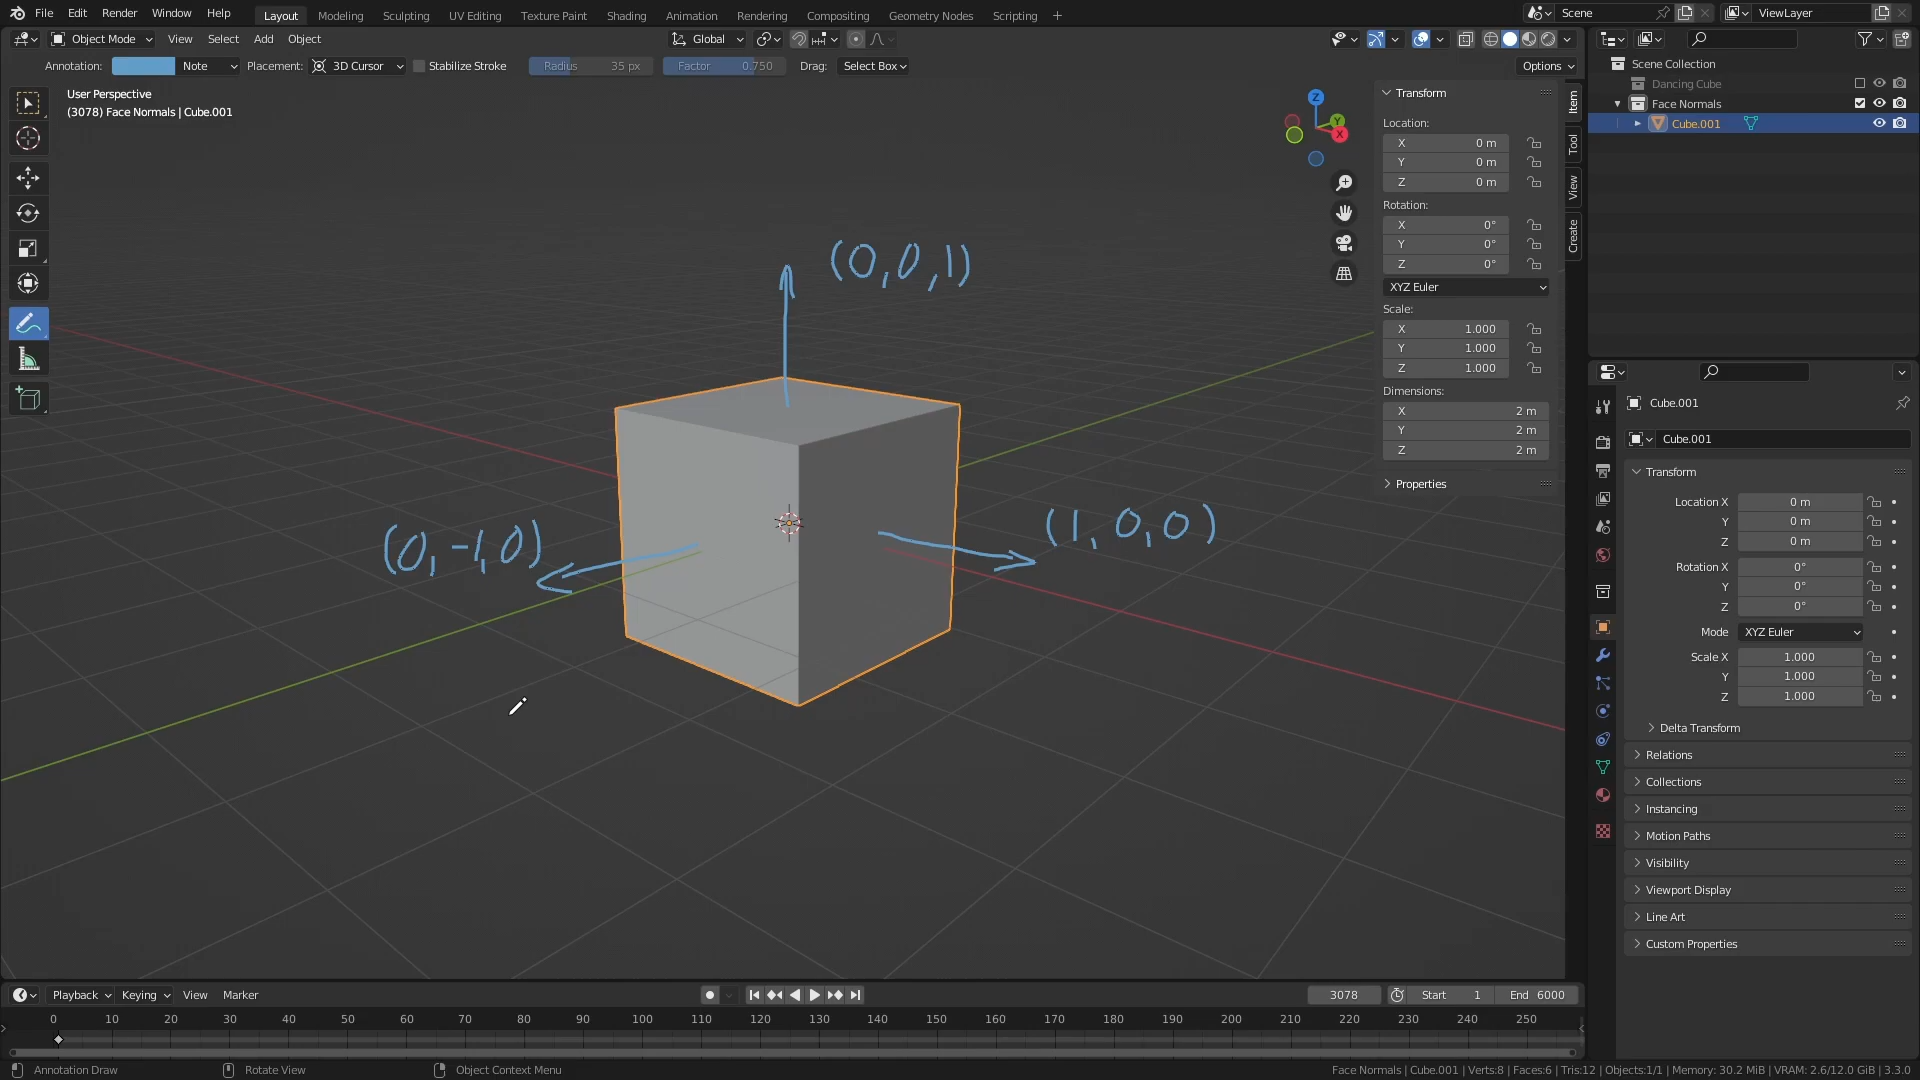 File Edit Render Window Help Layout Modeling Sculpting UV Editing Texture Paint Shading Animation Rendering Compositing Geometry Nodes Scripting + Scene ViewLayer
Object Mode View Select Add Object Global
Annotation: Note Placement: 3D Cursor Stabilize Stroke Radius 35 px Factor 0.750 Drag: Select Box Options
User Perspective
(3078) Face Normals | Cube.001
(0,0,1)
(0,-1,0)
(1,0,0)
Z
Y
X
Transform
Location:
X 0 m
Y 0 m
Z 0 m
Rotation:
X 0°
Y 0°
Z 0°
XYZ Euler
Scale:
X 1.000
Y 1.000
Z 1.000
Dimensions:
X 2 m
Y 2 m
Z 2 m
Properties
Item
Tool
View
Create
Scene Collection
Dancing Cube
Face Normals
Cube.001
Cube.001
Cube.001
Transform
Location X 0 m
Y 0 m
Z 0 m
Rotation X 0°
Y 0°
Z 0°
Mode XYZ Euler
Scale X 1.000
Y 1.000
Z 1.000
Delta Transform
Relations
Collections
Instancing
Motion Paths
Visibility
Viewport Display
Line Art
Custom Properties
Playback Keying View Marker 3078 Start 1 End 6000
0 10 20 30 40 50 60 70 80 90 100 110 120 130 140 150 160 170 180 190 200 210 220 230 240 250
Annotation Draw Rotate View Object Context Menu Face Normals | Cube.001 | Verts:8 | Faces:6 | Tris:12 | Objects:1/1 | Memory: 30.2 MiB | VRAM: 2.6/12.0 GiB | 3.3.0